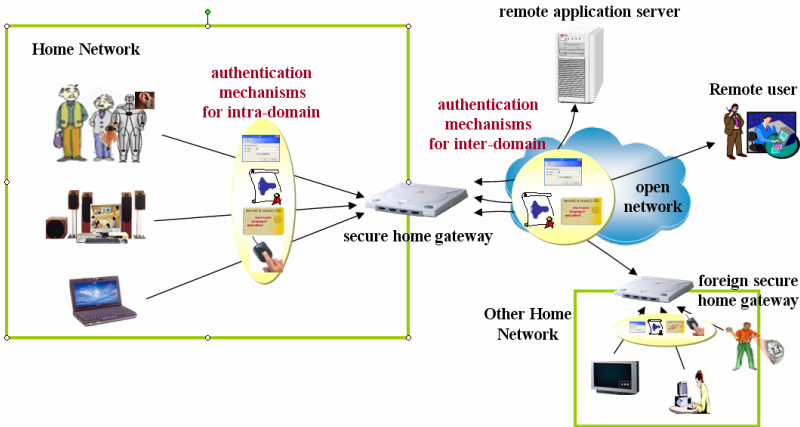 remote application server
Home Network
authentication
mechanisms
for intra-domain
authentication
mechanisms
for inter-domain
Remote user
open
network
secure home gateway
foreign secure
home gateway
Other Home
Network